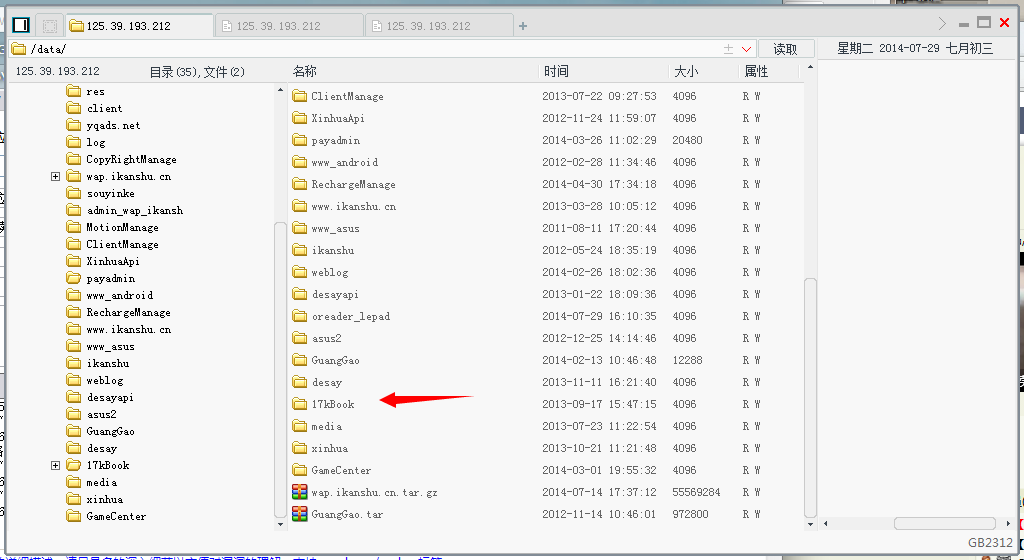 125.39.193.212 125.39.193.212 125.39.193.212 +
/data/ 读取 星期二 2014-07-29 七月初三
125.39.193.212 目录(35),文件(2)
res
client
yqads.net
log
CopyRightManage
wap.ikanshu.cn
souyinke
admin_wap_ikansh
MotionManage
ClientManage
XinhuaApi
payadmin
www_android
RechargeManage
www.ikanshu.cn
www_asus
ikanshu
weblog
desayapi
asus2
GuangGao
desay
17kBook
media
xinhua
GameCenter
名称 时间 大小 属性
ClientManage 2013-07-22 09:27:53 4096 R W
XinhuaApi 2012-11-24 11:59:07 4096 R W
payadmin 2014-03-26 11:02:29 20480 R W
www_android 2012-02-28 11:34:46 4096 R W
RechargeManage 2014-04-30 17:34:18 4096 R W
www.ikanshu.cn 2013-03-28 10:05:12 4096 R W
www_asus 2011-08-11 17:20:44 4096 R W
ikanshu 2012-05-24 18:35:19 4096 R W
weblog 2014-02-26 18:02:36 4096 R W
desayapi 2013-01-22 18:09:36 4096 R W
oreader_lepad 2014-07-29 16:10:35 4096 R W
asus2 2012-12-25 14:14:46 4096 R W
GuangGao 2014-02-13 10:46:48 12288 R W
desay 2013-11-11 16:21:40 4096 R W
17kBook 2013-09-17 15:47:15 4096 R W
media 2013-07-23 11:22:54 4096 R W
xinhua 2013-10-21 11:21:48 4096 R W
GameCenter 2014-03-01 19:55:32 4096 R W
wap.ikanshu.cn.tar.gz 2014-07-14 17:37:12 55569284 R W
GuangGao.tar 2012-11-14 10:46:01 972800 R W
GB2312